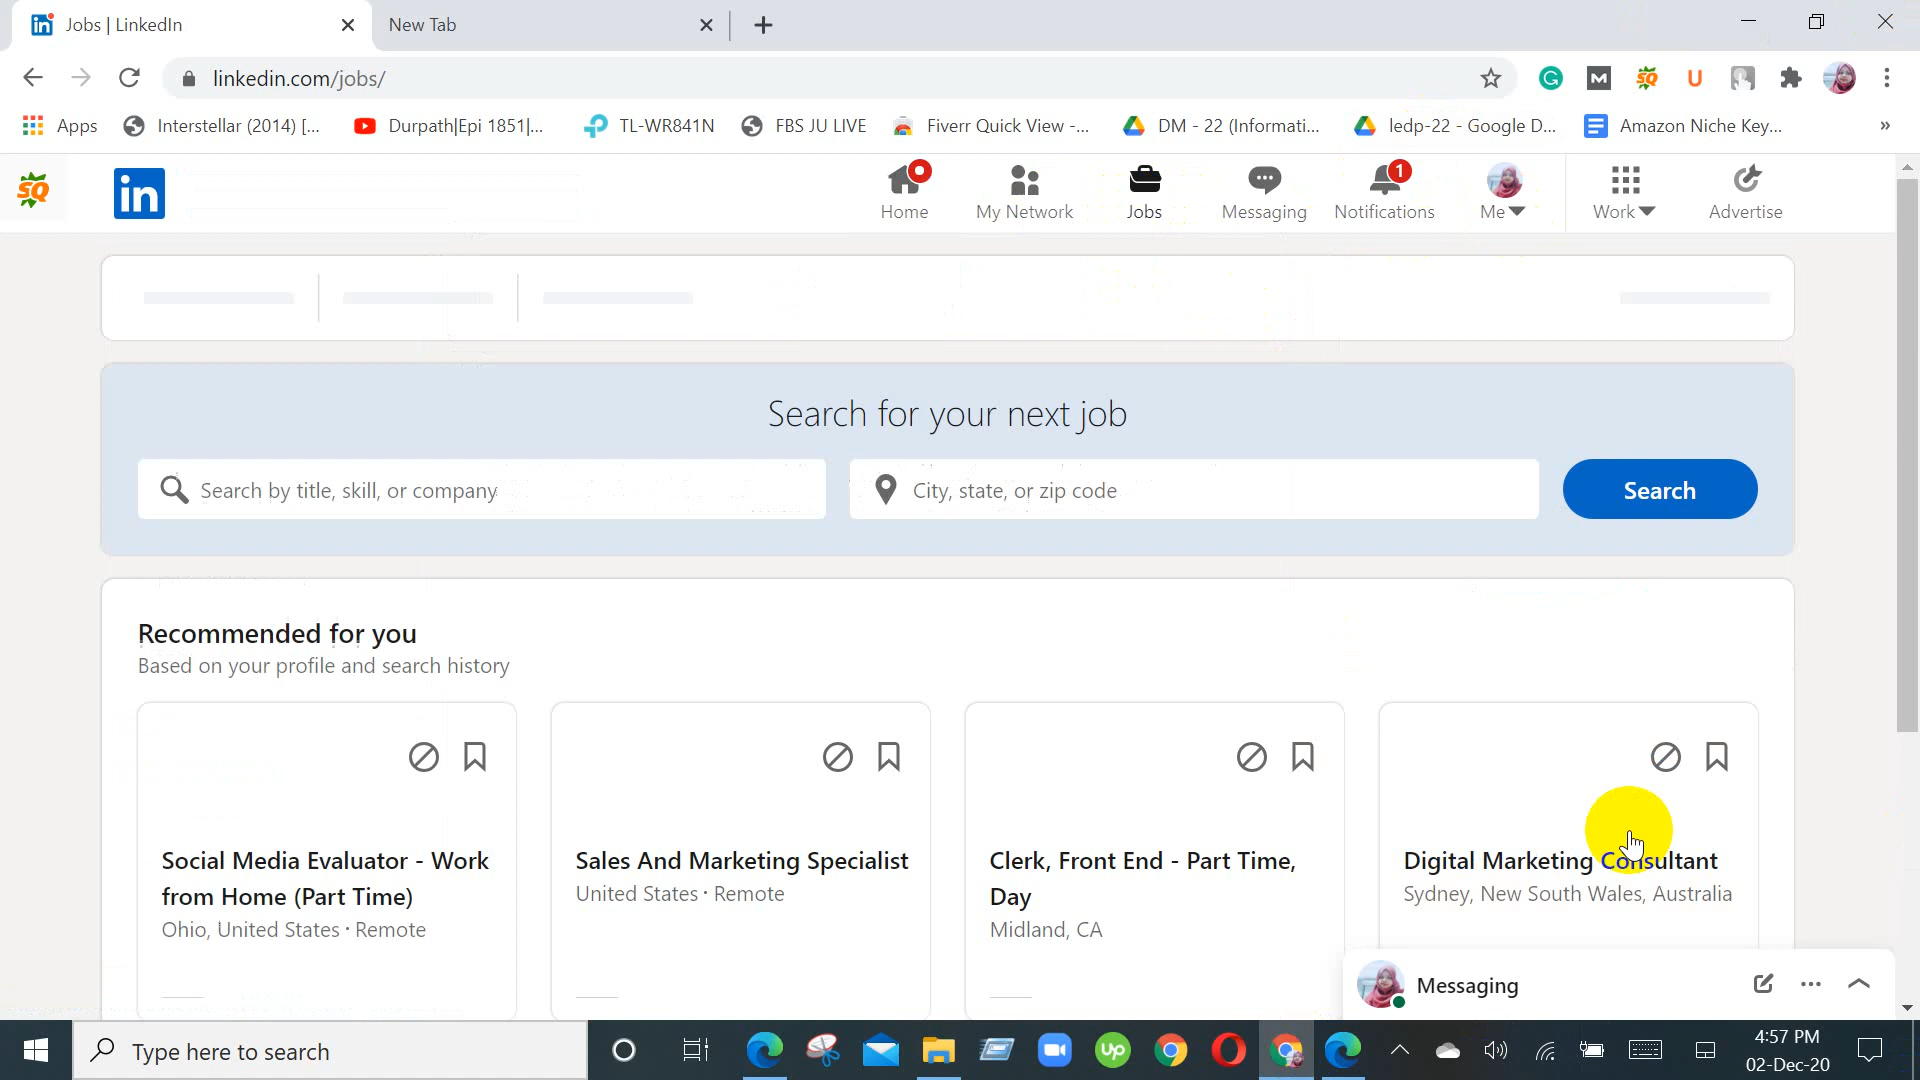 Jobs | LinkedIn
New Tab
linkedin.com/jobs/
Apps
Interstellar (2014) [...
Durpath|Epi 1851|...
TL-WR841N
FBS JU LIVE
Fiverr Quick View -...
DM - 22 (Informati...
ledp-22 - Google D...
Amazon Niche Key...
»
SQ
in
Home
My Network
Jobs
Messaging
1
Notifications
Me
Work
Advertise
Search for your next job
Search by title, skill, or company
City, state, or zip code
Search
Recommended for you
Based on your profile and search history
Social Media Evaluator - Work
from Home (Part Time)
Ohio, United States · Remote
Sales And Marketing Specialist
United States · Remote
Clerk, Front End - Part Time,
Day
Midland, CA
Digital Marketing Consultant
Sydney, New South Wales, Australia
Messaging
Type here to search
up
4:57 PM
02-Dec-20